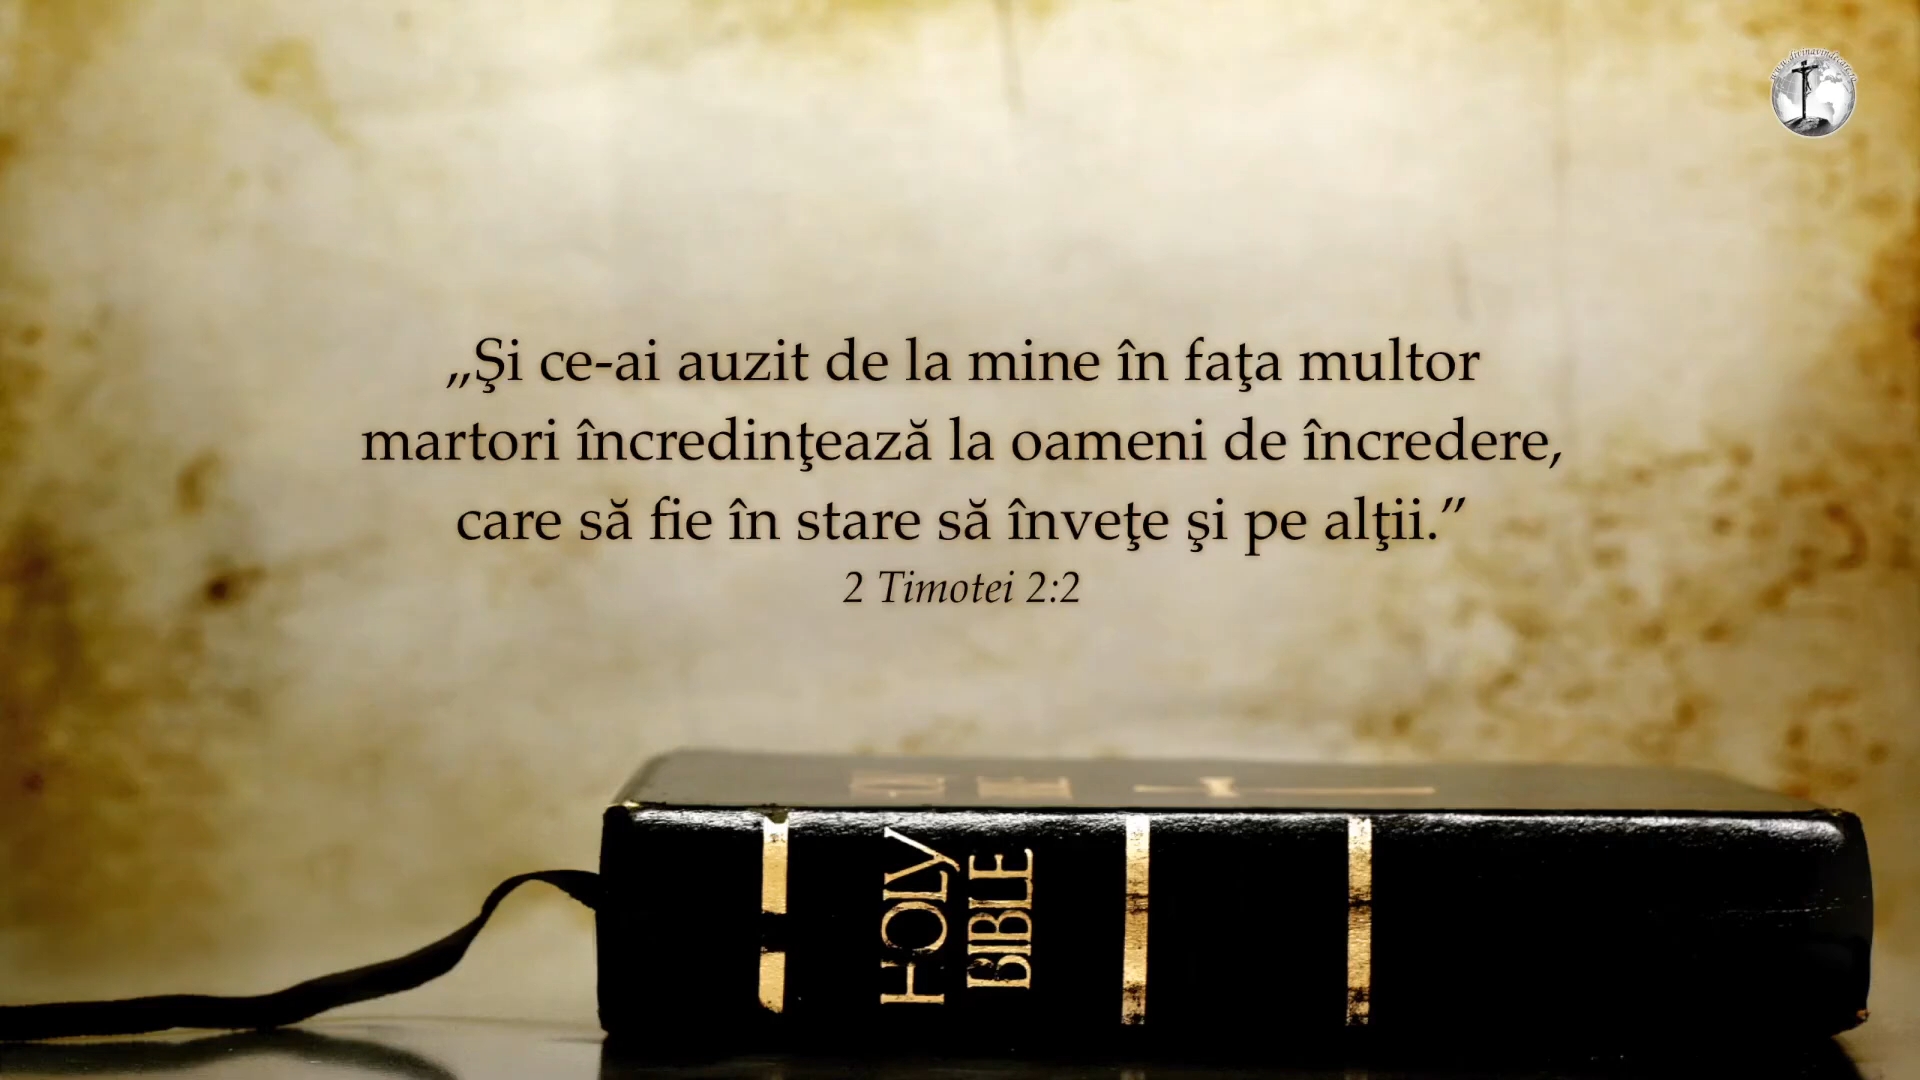 „Şi ce-ai auzit de la mine în faţa multor
martori încredinţează la oameni de încredere,
care să fie în stare să înveţe şi pe alţii.”
2 Timotei 2:2
HOLY
BIBLE